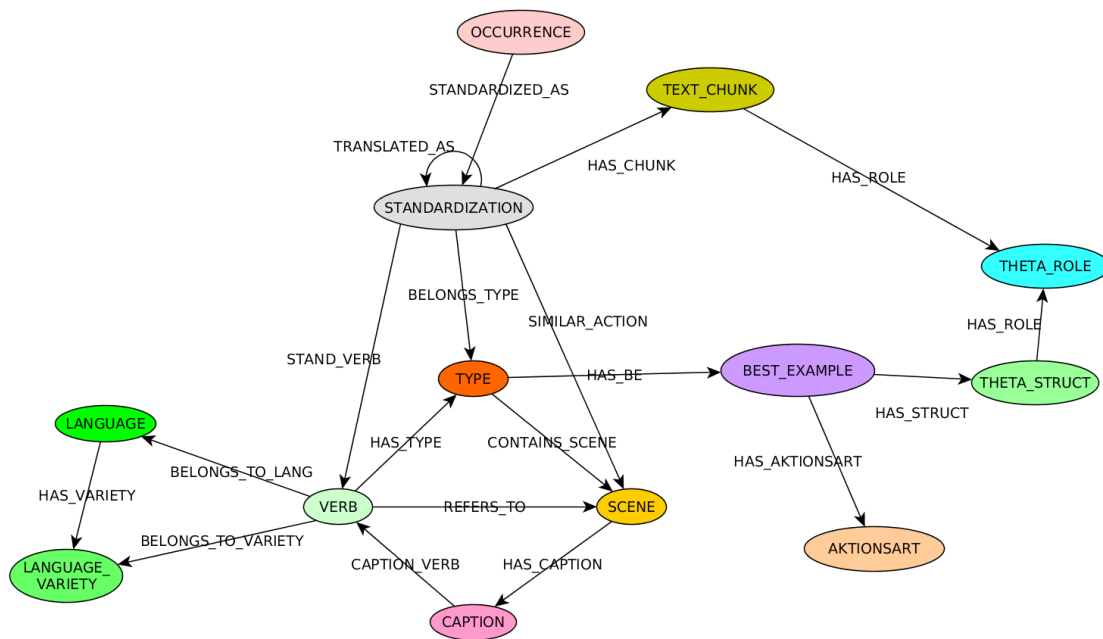 OCCURRENCE
STANDARDIZED_AS
TEXT_CHUNK
TRANSLATED_AS
HAS_CHUNK
HAS_ROLE
STANDARDIZATION
THETA_ROLE
BELONGS_TYPE
SIMILAR_ACTION
HAS_ROLE
STAND_VERB
TYPE
HAS_BE
BEST_EXAMPLE
THETA_STRUCT
HAS_STRUCT
LANGUAGE
HAS_TYPE
CONTAINS_SCENE
HAS_AKTIONSART
BELONGS_TO_LANG
HAS_VARIETY
VERB
REFERS_TO
SCENE
BELONGS_TO_VARIETY
AKTIONSART
CAPTION_VERB
HAS_CAPTION
LANGUAGE_
VARIETY
CAPTION